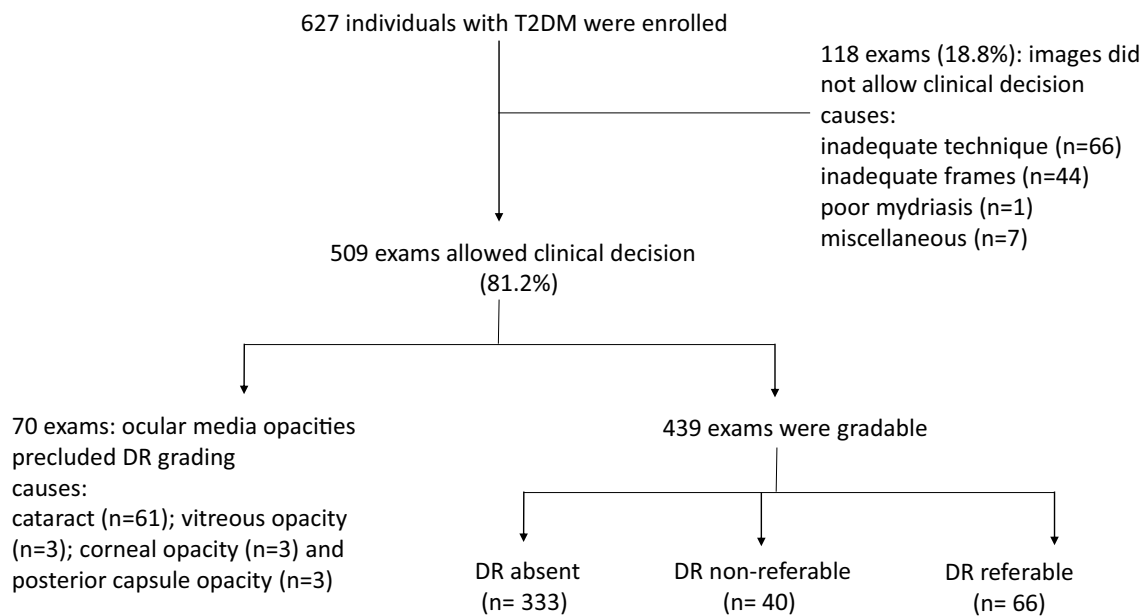 627 individuals with T2DM were enrolled
118 exams (18.8%): images did
not allow clinical decision
causes:
inadequate technique (n=66)
inadequate frames (n=44)
poor mydriasis (n=1)
miscellaneous (n=7)
509 exams allowed clinical decision
(81.2%)
70 exams: ocular media opacities
precluded DR grading
causes:
cataract (n=61); vitreous opacity
(n=3); corneal opacity (n=3) and
posterior capsule opacity (n=3)
439 exams were gradable
DR absent
(n= 333)
DR non-referable
(n= 40)
DR referable
(n= 66)